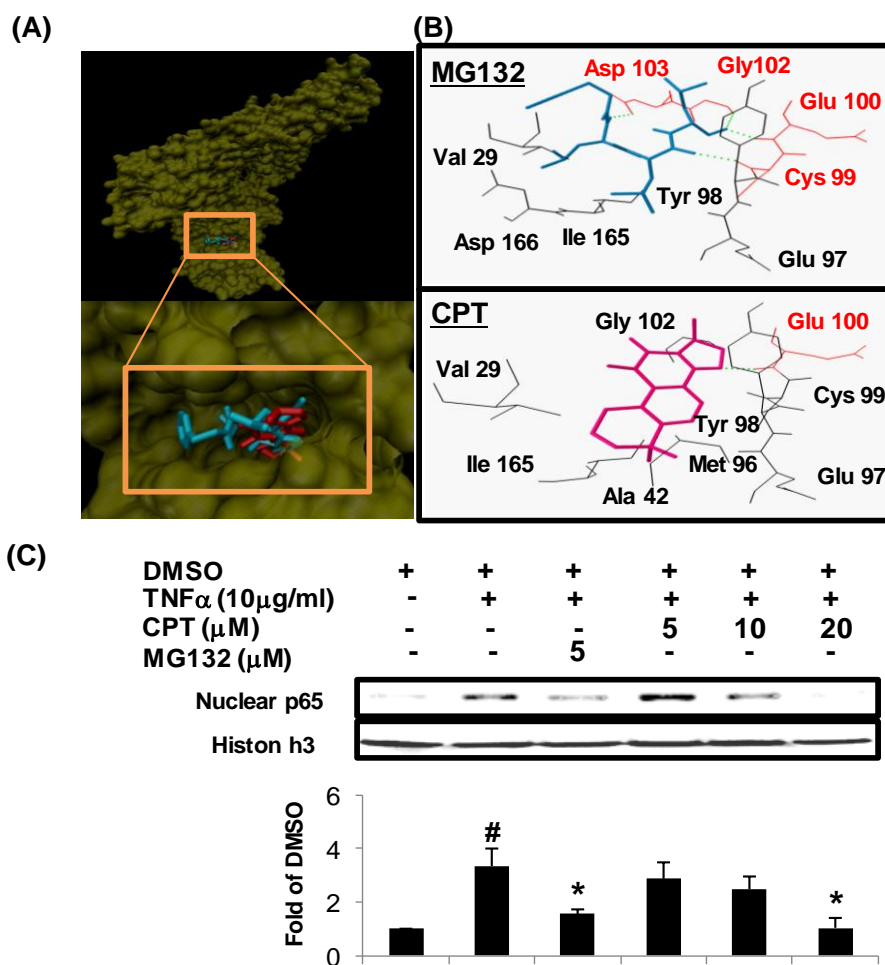 (A)
(B)
MG132
Asp 103
Gly102
Glu 100
Val 29
Cys 99
Tyr 98
Asp 166
Ile 165
Glu 97
CPT
Gly 102
Glu 100
Val 29
Cys 99
Tyr 98
Ile 165
Met 96
Glu 97
Ala 42
(C)
DMSO + + + + + +
TNFα (10μg/ml) - + + + + +
CPT (μM) - - - 5 10 20
MG132 (μM) - - 5 - - -
Nuclear p65
Histon h3
Fold of DMSO
6
4
2
0
#
*
*